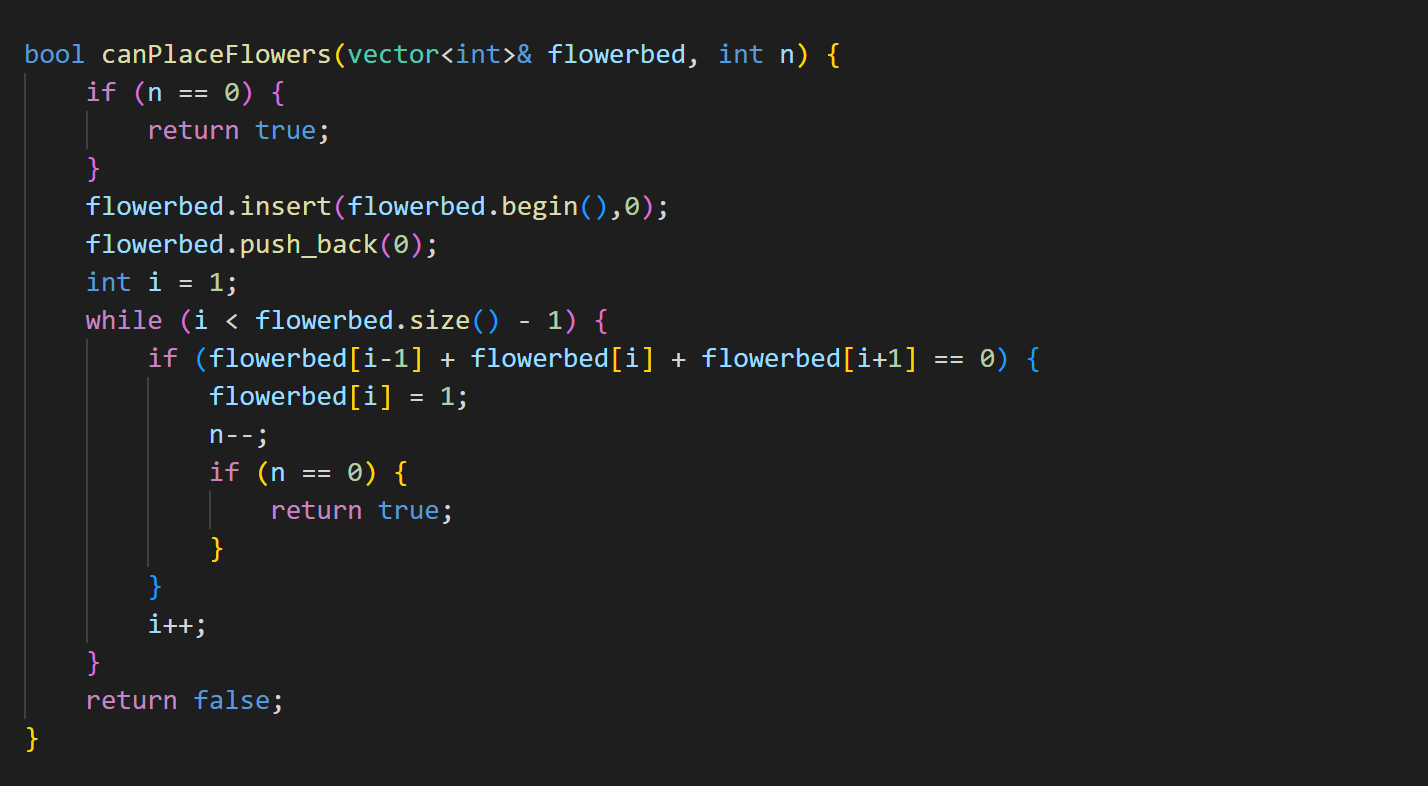 bool canPlaceFlowers(vector<int>& flowerbed, int n) {
    if (n == 0) {
        return true;
    }
    flowerbed.insert(flowerbed.begin(),0);
    flowerbed.push_back(0);
    int i = 1;
    while (i < flowerbed.size() - 1) {
        if (flowerbed[i-1] + flowerbed[i] + flowerbed[i+1] == 0) {
            flowerbed[i] = 1;
            n--;
            if (n == 0) {
                return true;
            }
        }
        i++;
    }
    return false;
}